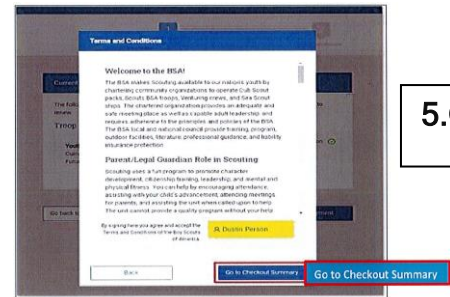 Terms and Conditions
Welcome to the BSA!
The BSA makes Scouting available to our nation's youth by
chartering community organizations to operate Cub Scout
packs, Scouts BSA troops, Venturing crews, and Sea Scout
ships. The chartered organization provides an adequate and
safe meeting place as well as capable adult leadership and
requires adherence to the principles and policies of the BSA.
The BSA local and national council provide training, program,
outdoor facilities, literature, professional guidance, and liability
insurance protection.
Parent/Legal Guardian Role in Scouting
Scouting uses a fun program to promote character
development, citizenship training, leadership, and mental and
physical fitness. You can help by encouraging attendance,
assisting with your child's advancement, attending meetings
for parents, and assisting the unit when called upon to help.
The unit cannot provide a quality program without your help.
By signing here you agree and accept the
Terms and Conditions of the Boy Scouts
of America.
Dustin Person
Back
Go to Checkout Summary
Go to Checkout Summary
Current
The follo
Troop
Yout
Go back t